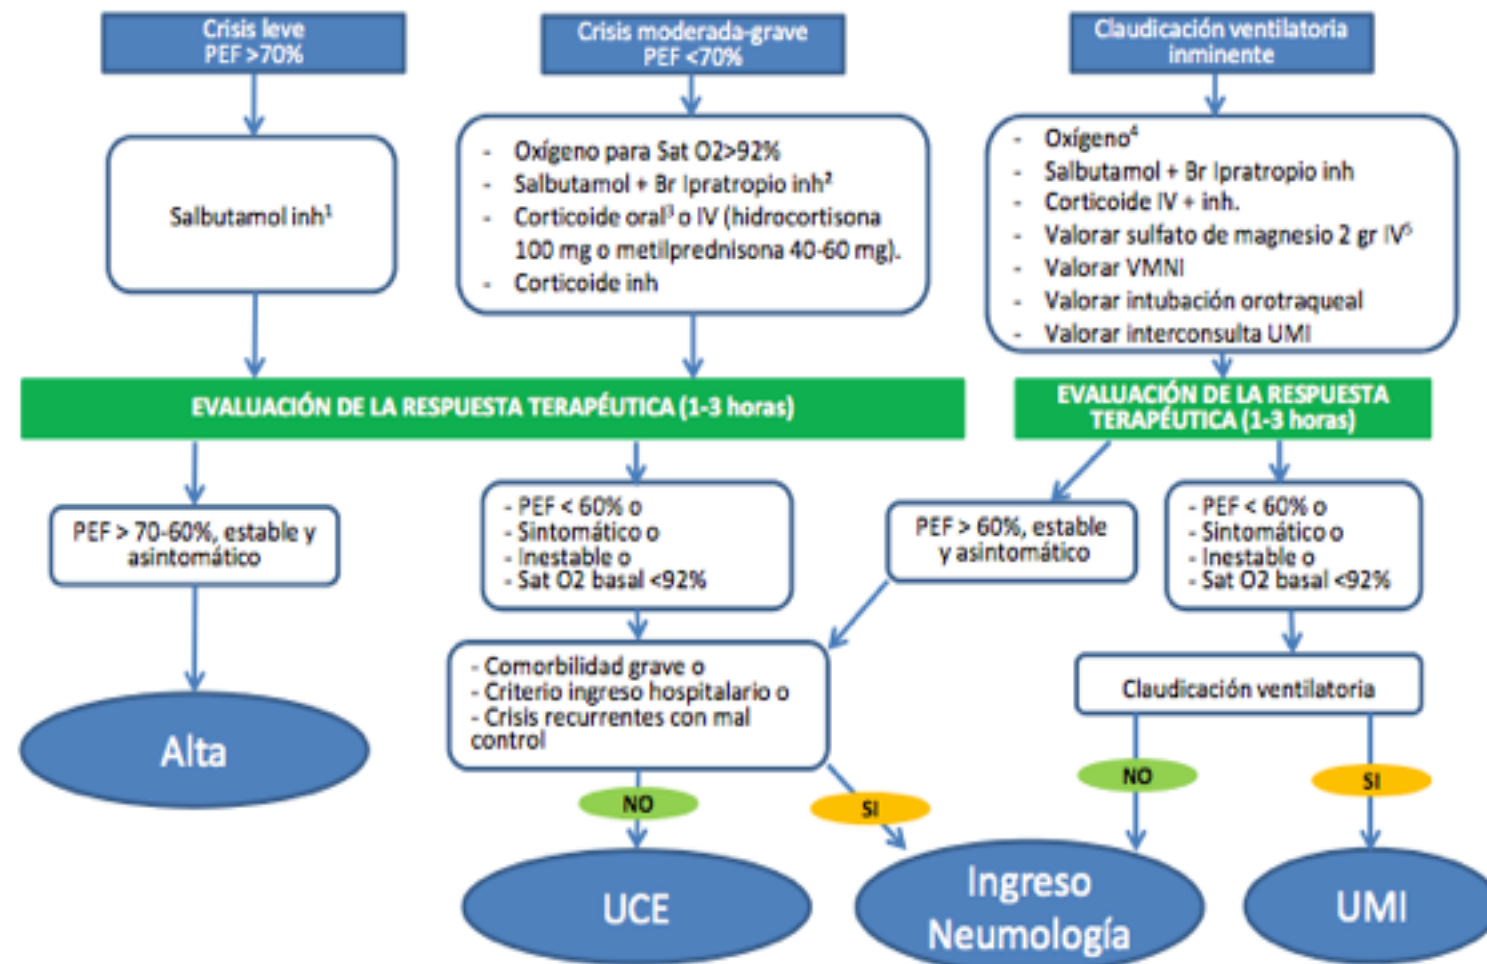 Crisis leve
PEF >70%
Crisis moderada-grave
PEF <70%
Claudicación ventilatoria
inminente
Salbutamol inh¹
- Oxígeno para Sat O2>92%
- Salbutamol + Br Ipratropio inh²
- Corticoide oral³ o IV (hidrocortisona
100 mg o metilprednisona 40-60 mg).
- Corticoide inh
- Oxígeno⁴
- Salbutamol + Br Ipratropio inh
- Corticoide IV + inh.
- Valorar sulfato de magnesio 2 gr IV⁵
- Valorar VMNI
- Valorar intubación orotraqueal
- Valorar interconsulta UMI
EVALUACIÓN DE LA RESPUESTA TERAPÉUTICA (1-3 horas)
EVALUACIÓN DE LA RESPUESTA
TERAPÉUTICA (1-3 horas)
PEF > 70-60%, estable y
asintomático
- PEF < 60% o
- Sintomático o
- Inestable o
- Sat O2 basal <92%
PEF > 60%, estable
y asintomático
- PEF < 60% o
- Sintomático o
- Inestable o
- Sat O2 basal <92%
- Comorbilidad grave o
- Criterio ingreso hospitalario o
- Crisis recurrentes con mal
control
Claudicación ventilatoria
Alta
NO
SI
NO
SI
UCE
Ingreso
Neumología
UMI